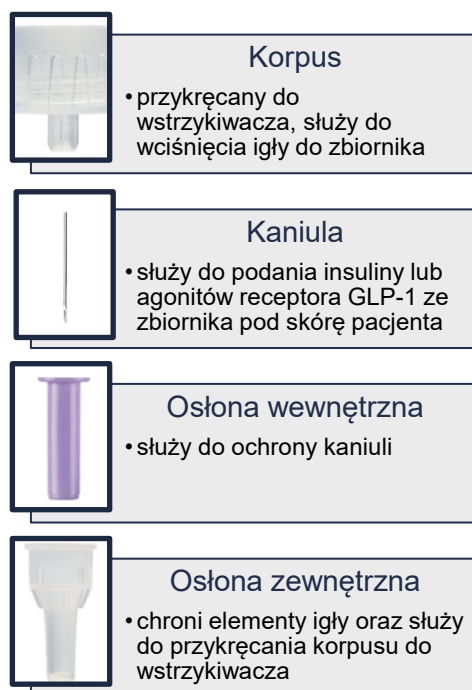 Korpus
• przykręcany do
wstrzykiwacza, służy do
wciśnięcia igły do zbiornika
Kaniula
• służy do podania insuliny lub
agonitów receptora GLP-1 ze
zbiornika pod skórę pacjenta
Osłona wewnętrzna
• służy do ochrony kaniuli
Osłona zewnętrzna
• chroni elementy igły oraz służy
do przykręcania korpusu do
wstrzykiwacza